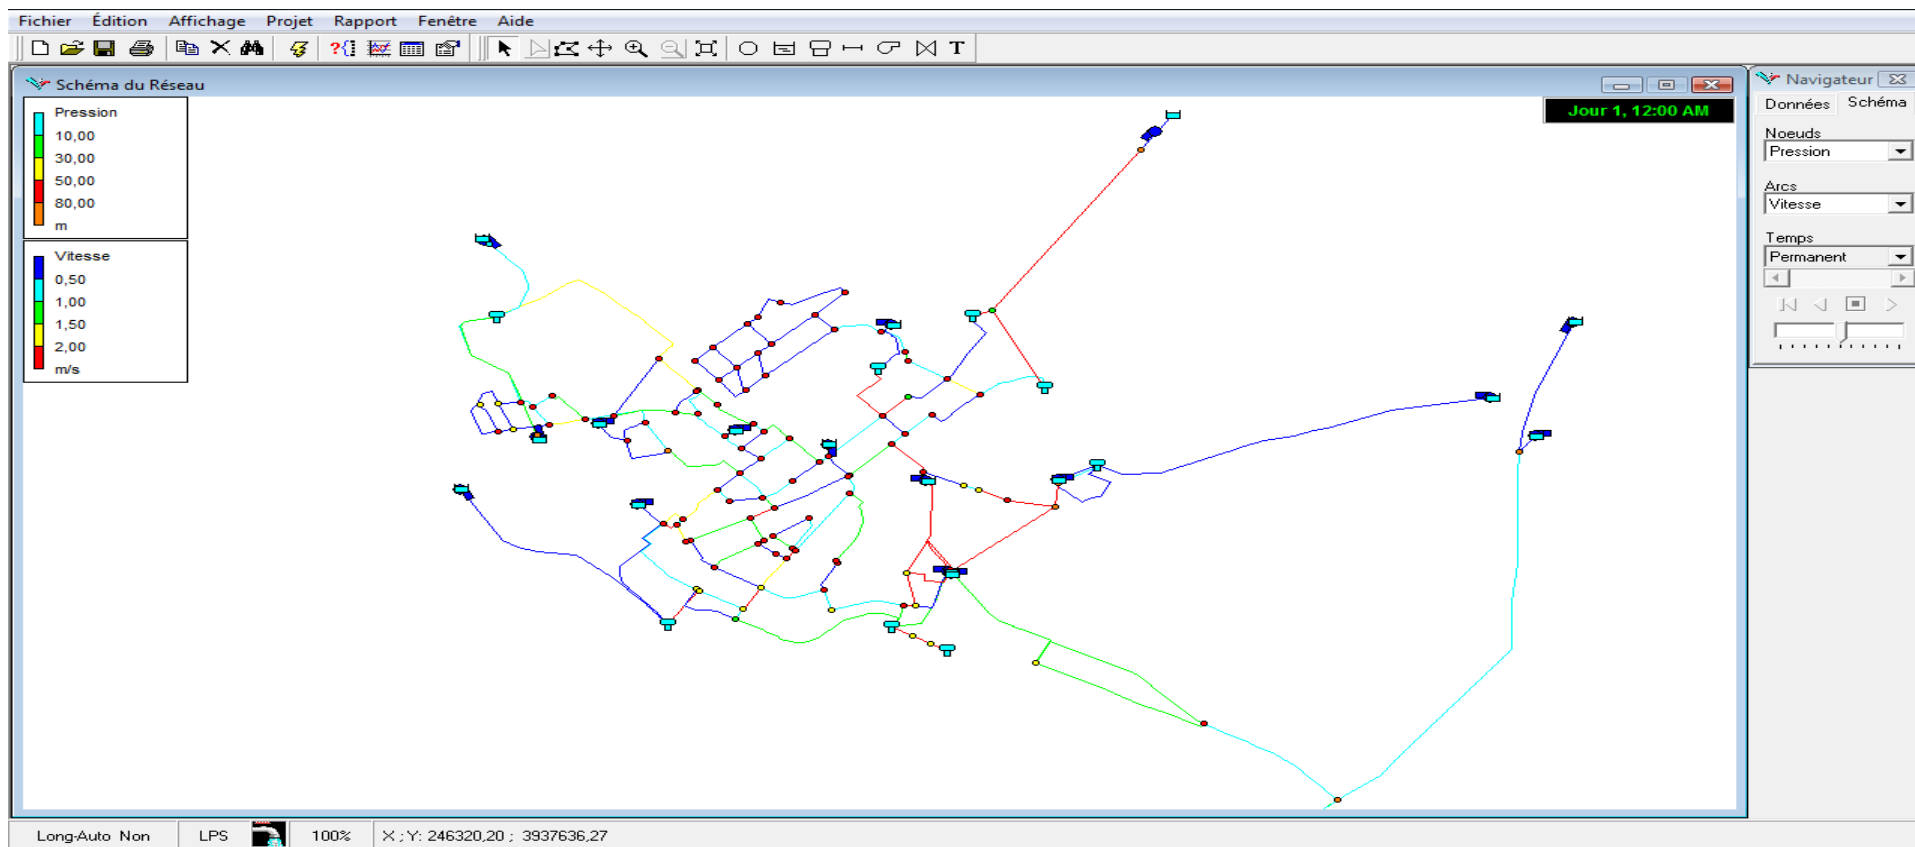 Fichier Édition Affichage Projet Rapport Fenêtre Aide
T
Schéma du Réseau
Pression
10,00
30,00
50,00
80,00
m
Vitesse
0,50
1,00
1,50
2,00
m/s
Jour 1, 12:00 AM
Navigateur
Données Schéma
Noeuds
Pression
Arcs
Vitesse
Temps
Permanent
Long-Auto Non LPS 100% X ; Y: 246320,20 ; 3937636,27